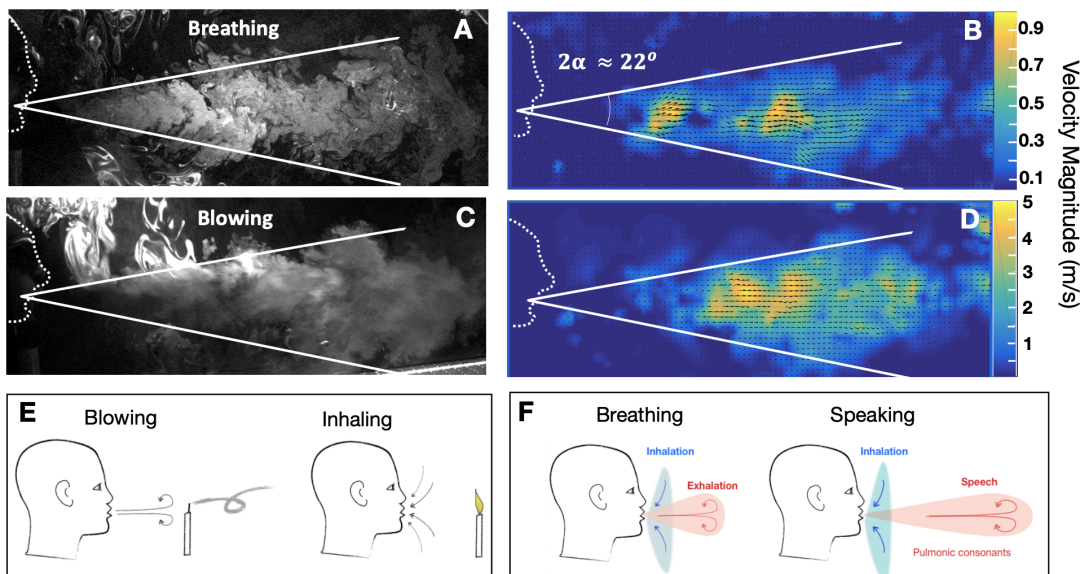 Breathing
A
2α ≈ 22º
B
0.9
0.7
0.5
0.3
0.1
Blowing
C
D
5
4
3
2
1
Velocity Magnitude (m/s)
E
Blowing
Inhaling
F
Breathing
Speaking
Inhalation
Exhalation
Inhalation
Speech
Pulmonic consonants